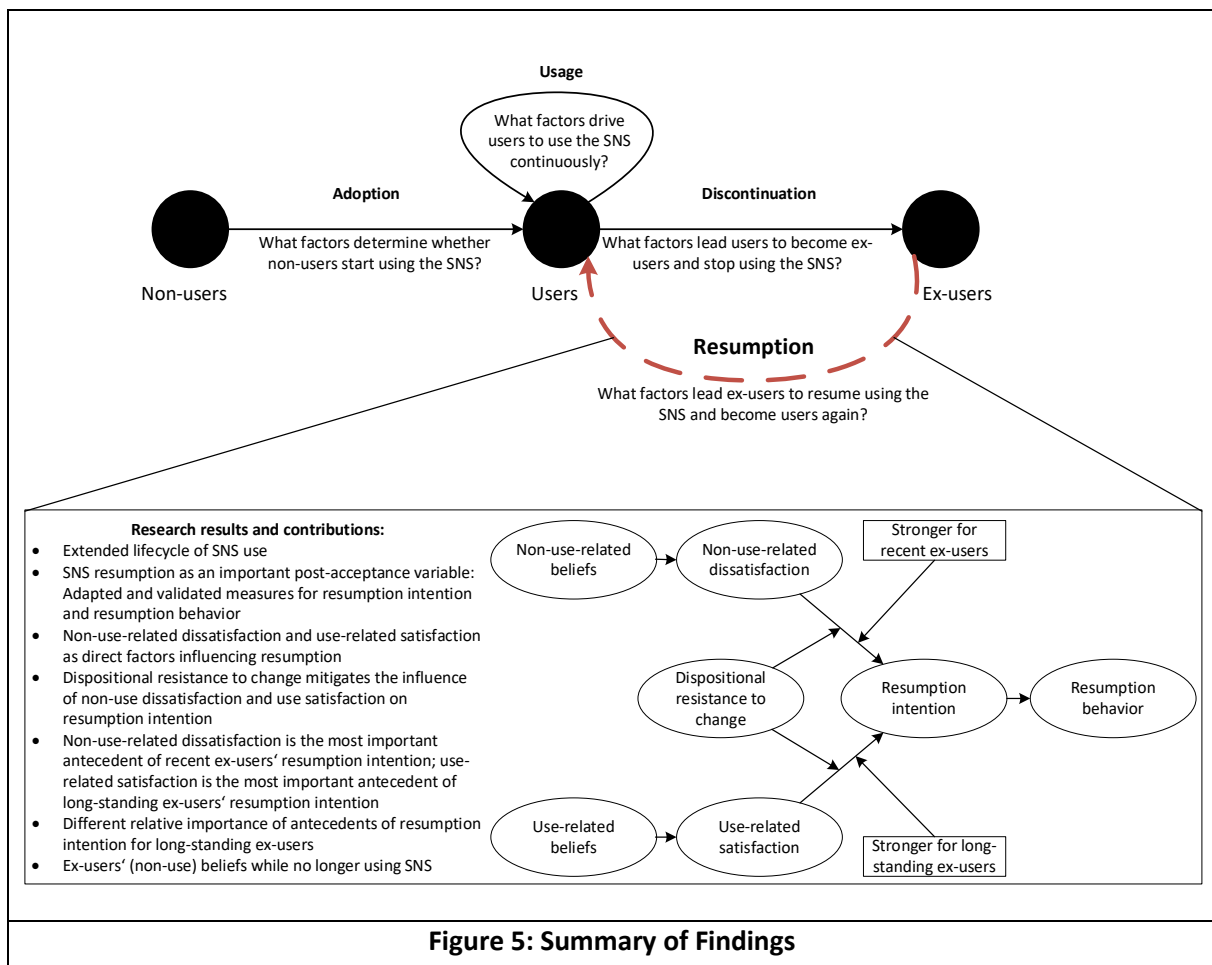 Usage
What factors drive
users to use the SNS
continuously?
Adoption
Discontinuation
What factors determine whether
non-users start using the SNS?
What factors lead users to become ex-
users and stop using the SNS?
Non-users
Users
Ex-users
Resumption
What factors lead ex-users to resume using the
SNS and become users again?
Research results and contributions:
• Extended lifecycle of SNS use
• SNS resumption as an important post-acceptance variable:
Adapted and validated measures for resumption intention
and resumption behavior
• Non-use-related dissatisfaction and use-related satisfaction
as direct factors influencing resumption
• Dispositional resistance to change mitigates the influence
of non-use dissatisfaction and use satisfaction on
resumption intention
• Non-use-related dissatisfaction is the most important
antecedent of recent ex-users‘ resumption intention; use-
related satisfaction is the most important antecedent of
long-standing ex-users‘ resumption intention
• Different relative importance of antecedents of resumption
intention for long-standing ex-users
• Ex-users‘ (non-use) beliefs while no longer using SNS
Non-use-related
beliefs
Non-use-related
dissatisfaction
Stronger for
recent ex-users
Dispositional
resistance to
change
Resumption
intention
Resumption
behavior
Use-related
beliefs
Use-related
satisfaction
Stronger for long-
standing ex-users
Figure 5: Summary of Findings